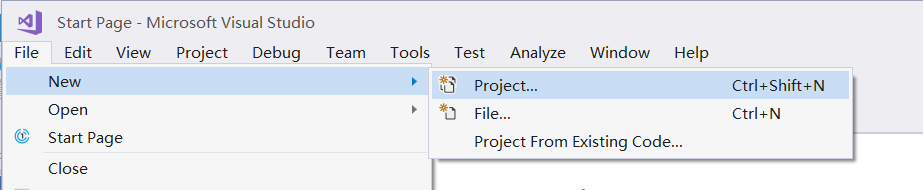 Start Page - Microsoft Visual Studio
File Edit View Project Debug Team Tools Test Analyze Window Help
New
Project... Ctrl+Shift+N
Open
File... Ctrl+N
Start Page
Project From Existing Code...
Close